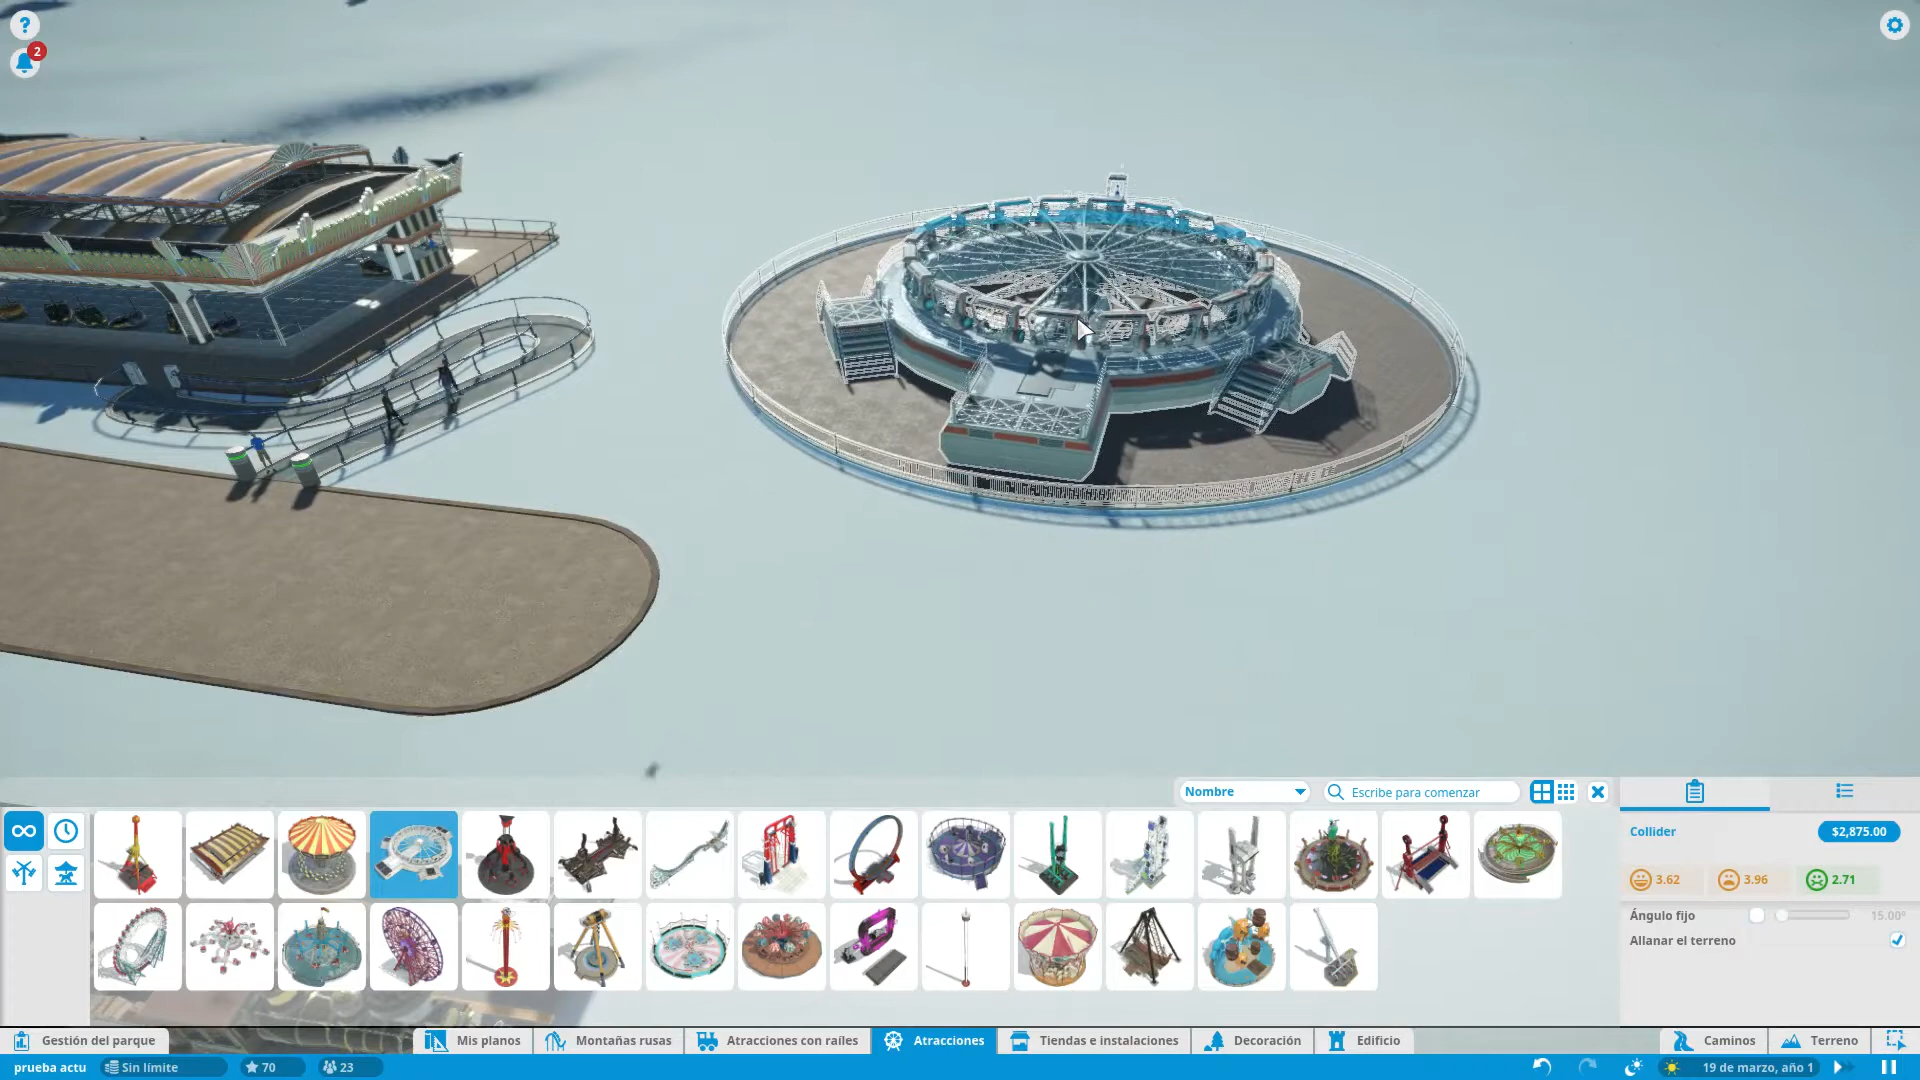 ?
2
Nombre
Escribe para comenzar
Collider
$2,875.00
3.62
3.96
2.71
Ángulo fijo
15.00º
Allanar el terreno
Gestión del parque
Mis planos
Montañas rusas
Atracciones con raíles
Atracciones
Tiendas e instalaciones
Decoración
Edificio
Caminos
Terreno
prueba actu
Sin límite
70
23
19 de marzo, año 1